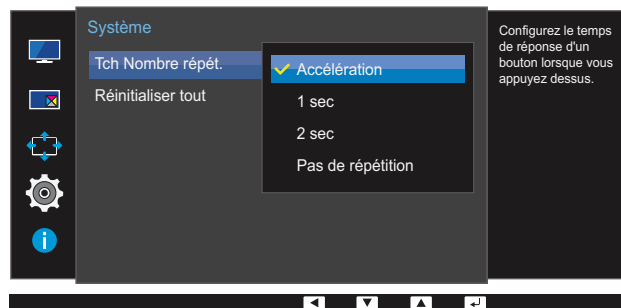 Système
Tch Nombre répét.
Réinitialiser tout
Accélération
1 sec
2 sec
Pas de répétition
Configurez le temps
de réponse d'un
bouton lorsque vous
appuyez dessus.